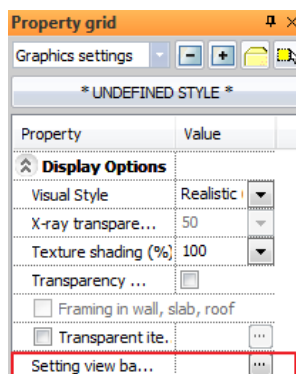 Property grid
Graphics settings
* UNDEFINED STYLE *
Property Value
Display Options
Visual Style Realistic
X-ray transpare... 50
Texture shading (%) 100
Transparency ...
Framing in wall, slab, roof
Transparent ite.
Setting view ba...